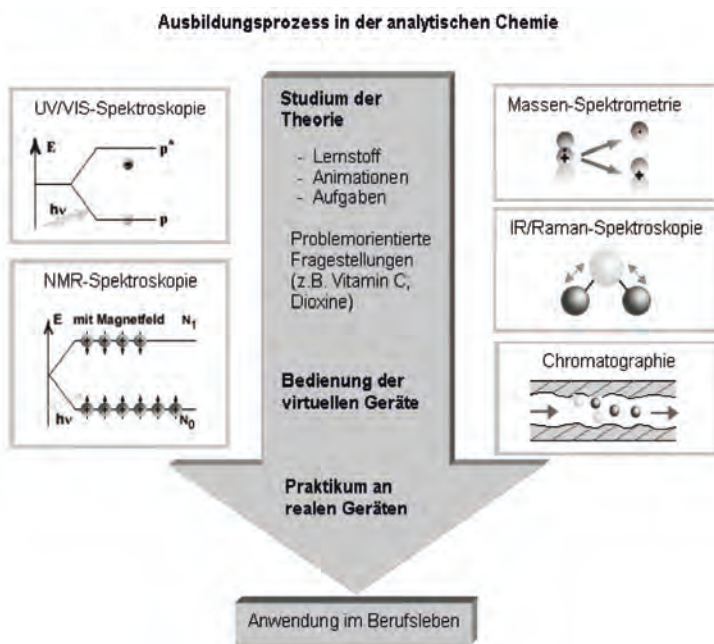 Ausbildungsprozess in der analytischen Chemie
UV/VIS-Spektroskopie
E
p*
hν
p
NMR-Spektroskopie
E
mit Magnetfeld
N1
hν
N0
Studium der
Theorie
- Lernstoff
- Animationen
- Aufgaben
Problemorientierte
Fragestellungen
(z.B. Vitamin C,
Dioxine)
Bedienung der
virtuellen Geräte
Praktikum an
realen Geräten
Massen-Spektrometrie
+
+
IR/Raman-Spektroskopie
Chromatographie
Anwendung im Berufsleben